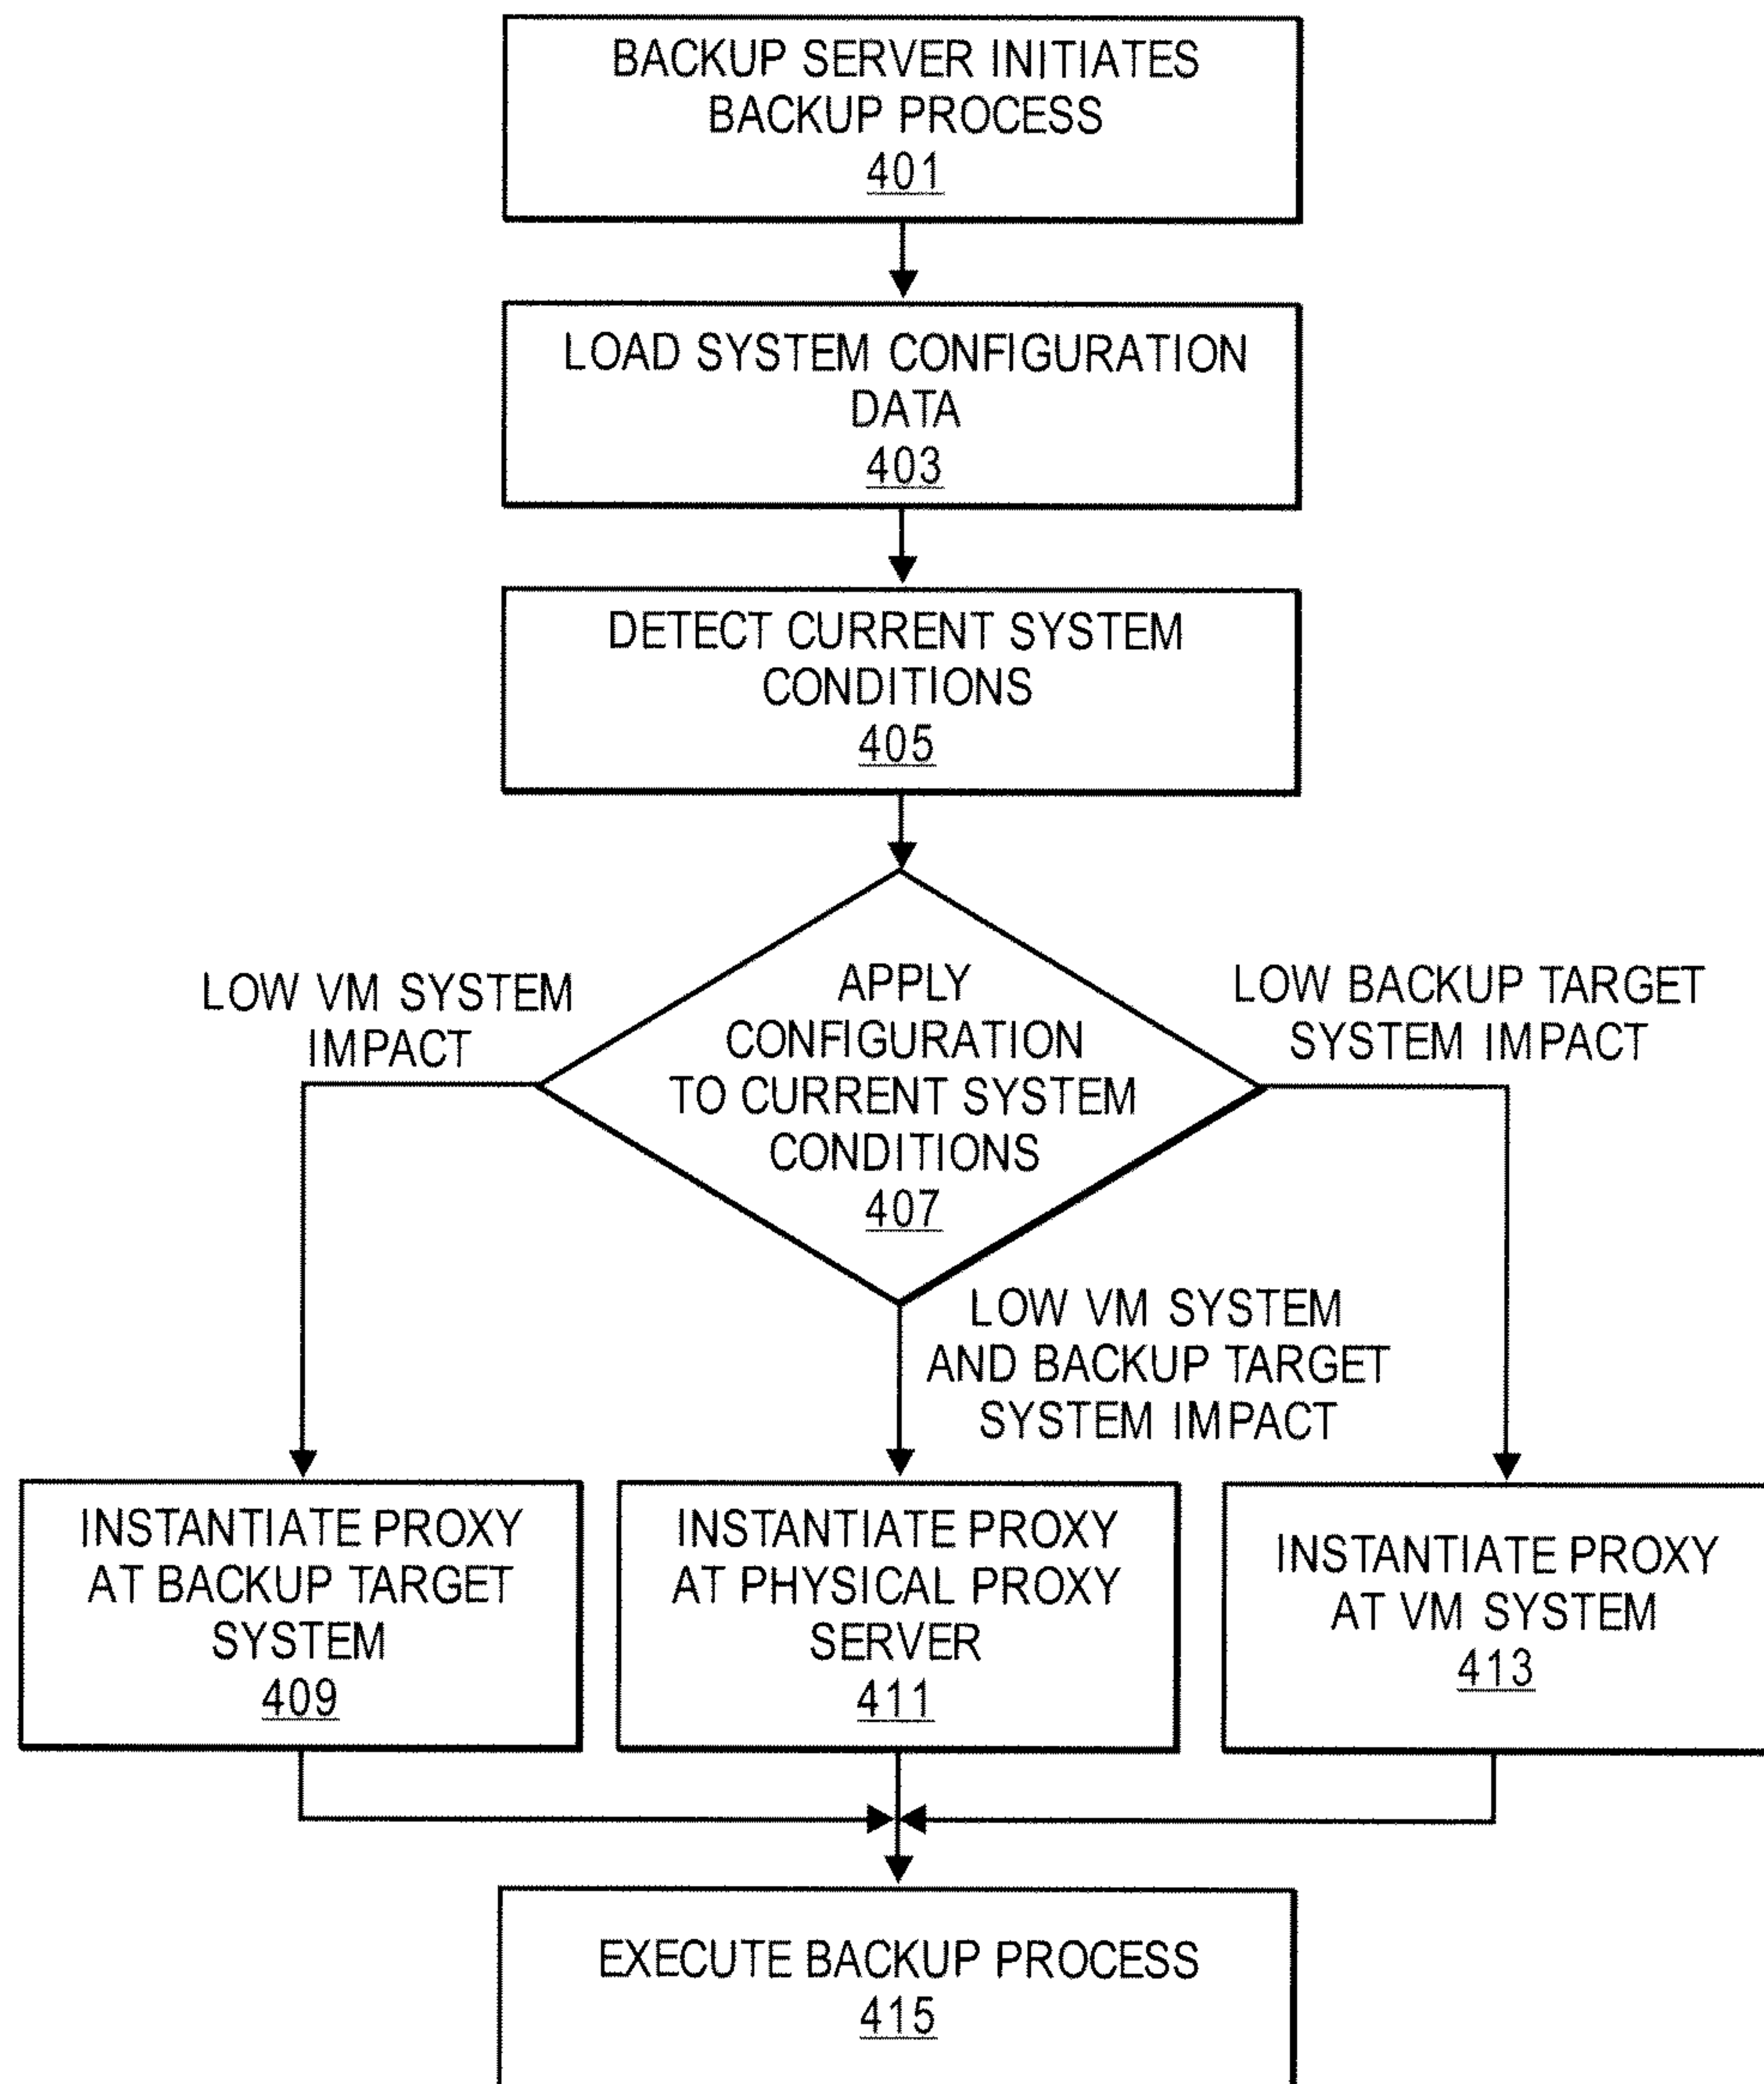 BACKUP SERVER INITIATES
BACKUP PROCESS
401
LOAD SYSTEM CONFIGURATION
DATA
403
DETECT CURRENT SYSTEM
CONDITIONS
405
APPLY
CONFIGURATION
TO CURRENT SYSTEM
CONDITIONS
407
LOW VM SYSTEM
IMPACT
LOW BACKUP TARGET
SYSTEM IMPACT
LOW VM SYSTEM
AND BACKUP TARGET
SYSTEM IMPACT
INSTANTIATE PROXY
AT BACKUP TARGET
SYSTEM
409
INSTANTIATE PROXY
AT PHYSICAL PROXY
SERVER
411
INSTANTIATE PROXY
AT VM SYSTEM
413
EXECUTE BACKUP PROCESS
415